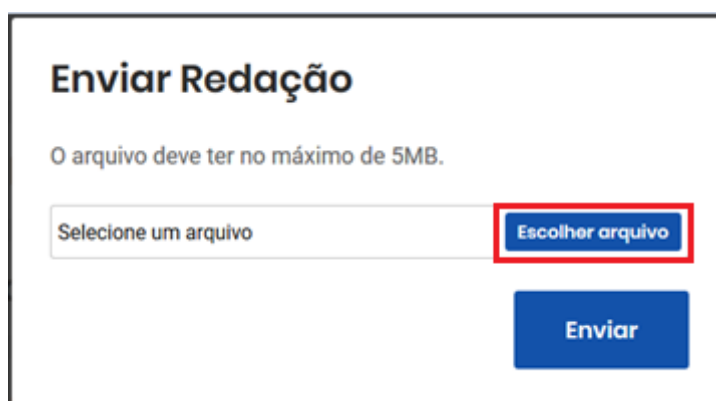 Enviar Redação
O arquivo deve ter no máximo de 5MB.
Selecione um arquivo Escolher arquivo
Enviar